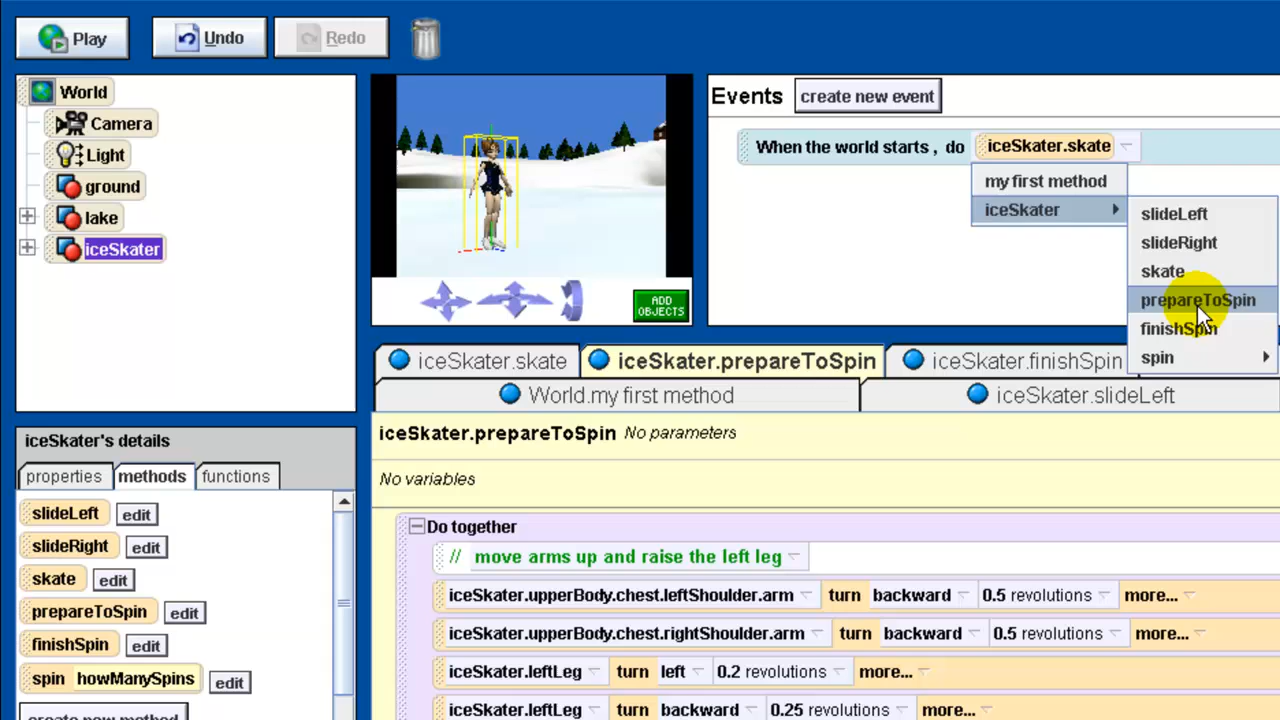 Play Undo Redo
World
Camera
Light
ground
lake
iceSkater
ADD
OBJECTS
Events create new event
When the world starts , do iceSkater.skate
my first method
iceSkater
slideLeft
slideRight
skate
prepareToSpin
finishSpin
spin
iceSkater.skate iceSkater.prepareToSpin iceSkater.finishSpin
World.my first method iceSkater.slideLeft
iceSkater.prepareToSpin No parameters
No variables
Do together
// move arms up and raise the left leg
iceSkater.upperBody.chest.leftShoulder.arm turn backward 0.5 revolutions more...
iceSkater.upperBody.chest.rightShoulder.arm turn backward 0.5 revolutions more...
iceSkater.leftLeg turn left 0.2 revolutions more...
iceSkater.leftLeg turn backward 0.25 revolutions more...
iceSkater's details
properties methods functions
slideLeft edit
slideRight edit
skate edit
prepareToSpin edit
finishSpin edit
spin howManySpins edit
create new method